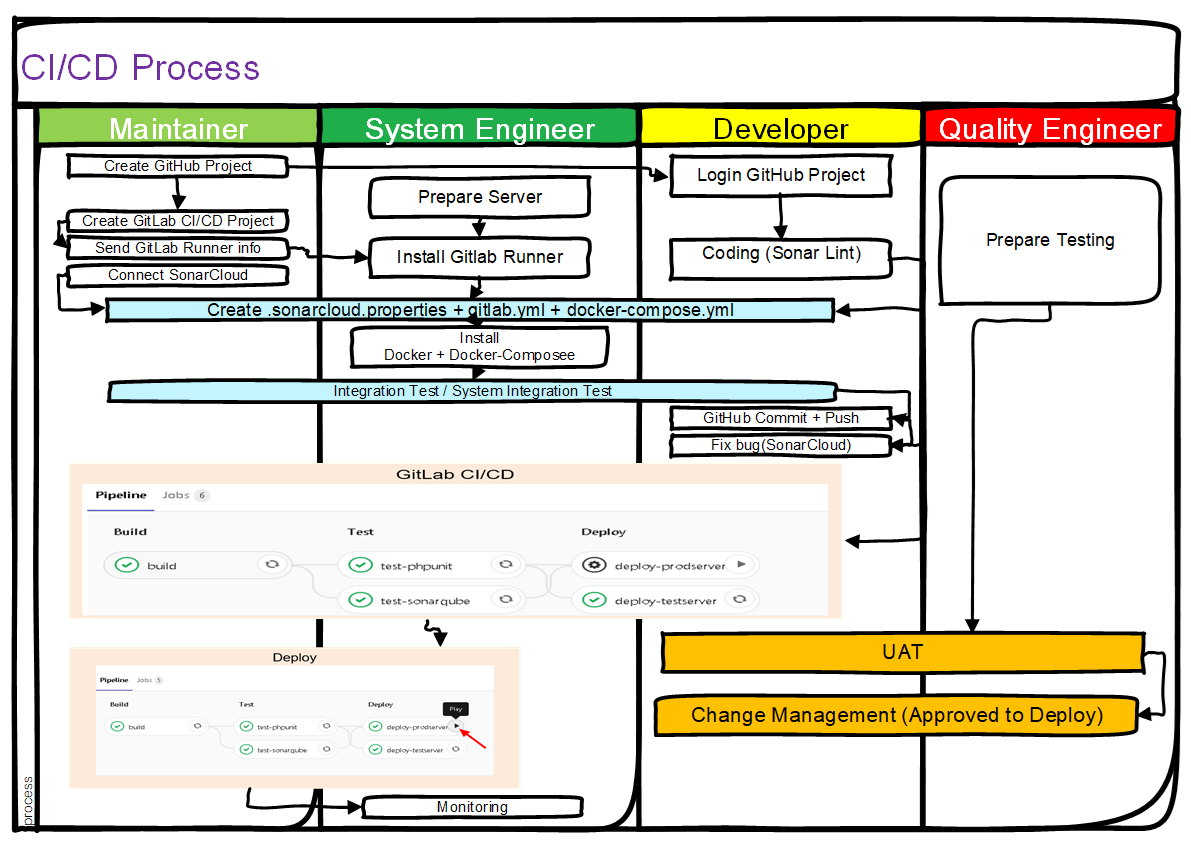 CI/CD Process
Maintainer
System Engineer
Developer
Quality Engineer
Create GitHub Project
Login GitHub Project
Prepare Server
Create GitLab CI/CD Project
Prepare Testing
Send GitLab Runner info
Install Gitlab Runner
Coding (Sonar Lint)
Connect SonarCloud
Create .sonarcloud.properties + gitlab.yml + docker-compose.yml
Install
Docker + Docker-Composee
Integration Test / System Integration Test
GitHub Commit + Push
Fix bug(SonarCloud)
GitLab CI/CD
Pipeline Jobs 6
Build
Test
Deploy
build
test-phpunit
deploy-prodserver
test-sonarqube
deploy-testserver
UAT
Change Management (Approved to Deploy)
Deploy
Pipeline Jobs 5
Build
Test
Deploy
Play
build
test-phpunit
deploy-prodserver
test-sonarqube
deploy-testserver
Monitoring
process